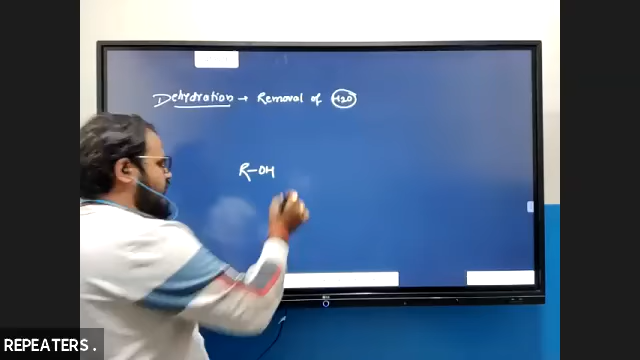 Dehydration → Removal of H2O
R-OH
REPEATERS .